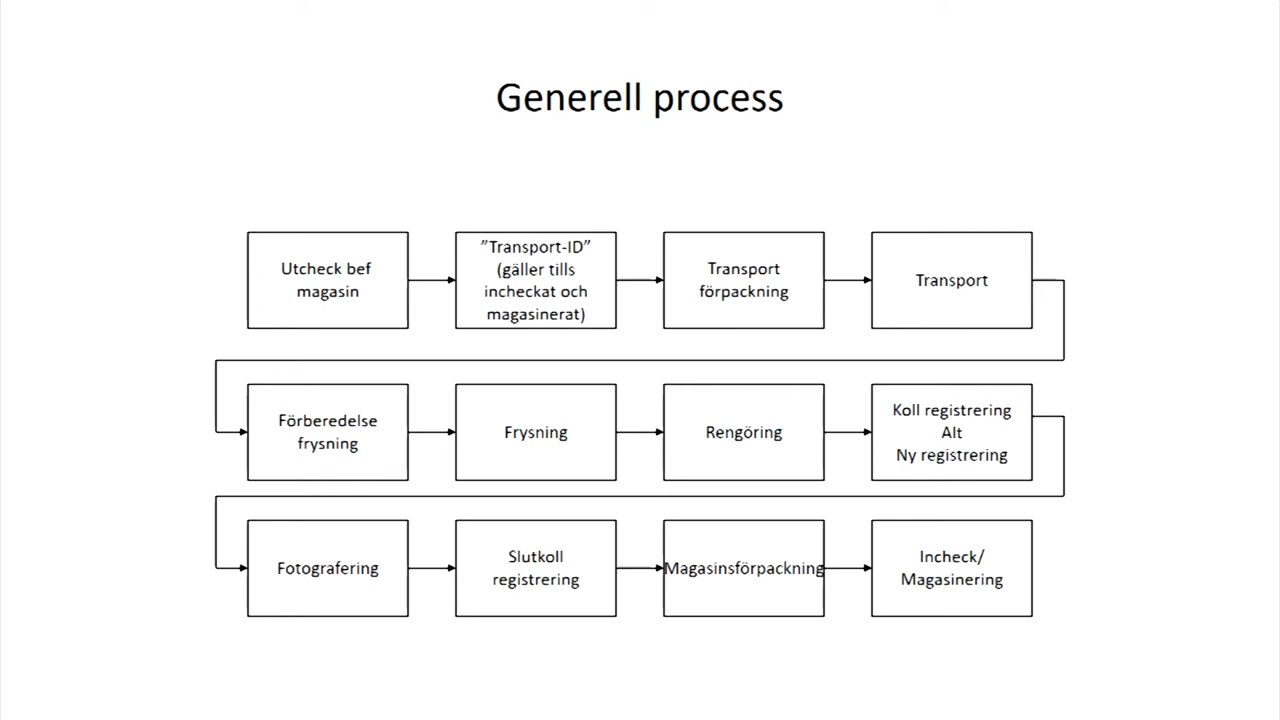 Generell process
Utcheck bef
magasin
”Transport-ID”
(gäller tills
incheckat och
magasinerat)
Transport
förpackning
Transport
Förberedelse
frysning
Frysning
Rengöring
Koll registrering
Alt
Ny registrering
Fotografering
Slutkoll
registrering
Magasinsförpackning
Incheck/
Magasinering